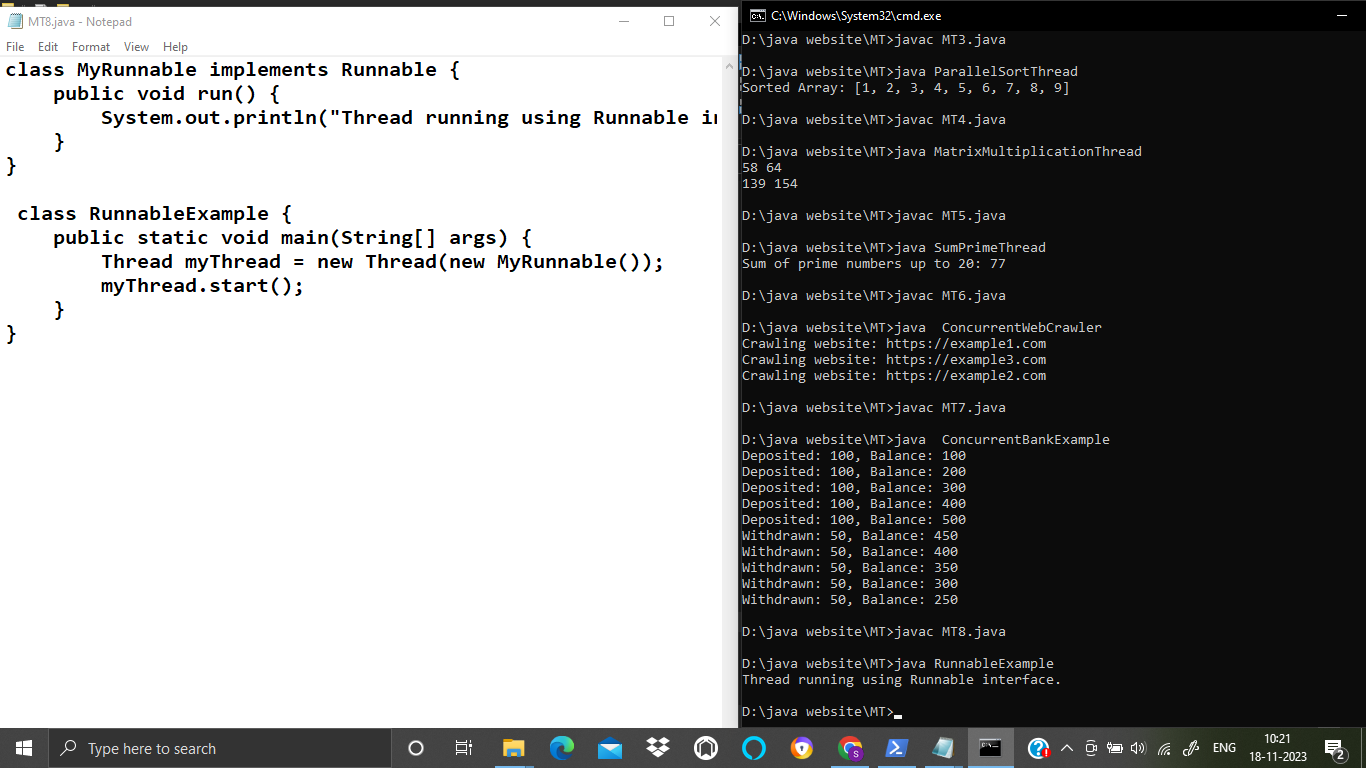 MT8.java - Notepad
File Edit Format View Help
class MyRunnable implements Runnable {
    public void run() {
        System.out.println("Thread running using Runnable
    }
}
 class RunnableExample {
    public static void main(String[] args) {
        Thread myThread = new Thread(new MyRunnable());
        myThread.start();
    }
}
C:\Windows\System32\cmd.exe
D:\java website\MT>javac MT3.java
D:\java website\MT>java ParallelSortThread
Sorted Array: [1, 2, 3, 4, 5, 6, 7, 8, 9]
D:\java website\MT>javac MT4.java
D:\java website\MT>java MatrixMultiplicationThread
58 64
139 154
D:\java website\MT>javac MT5.java
D:\java website\MT>java SumPrimeThread
Sum of prime numbers up to 20: 77
D:\java website\MT>javac MT6.java
D:\java website\MT>java  ConcurrentWebCrawler
Crawling website: https://example1.com
Crawling website: https://example3.com
Crawling website: https://example2.com
D:\java website\MT>javac MT7.java
D:\java website\MT>java  ConcurrentBankExample
Deposited: 100, Balance: 100
Deposited: 100, Balance: 200
Deposited: 100, Balance: 300
Deposited: 100, Balance: 400
Deposited: 100, Balance: 500
Withdrawn: 50, Balance: 450
Withdrawn: 50, Balance: 400
Withdrawn: 50, Balance: 350
Withdrawn: 50, Balance: 300
Withdrawn: 50, Balance: 250
D:\java website\MT>javac MT8.java
D:\java website\MT>java RunnableExample
Thread running using Runnable interface.
D:\java website\MT>
Type here to search
ENG
10:21
18-11-2023
2